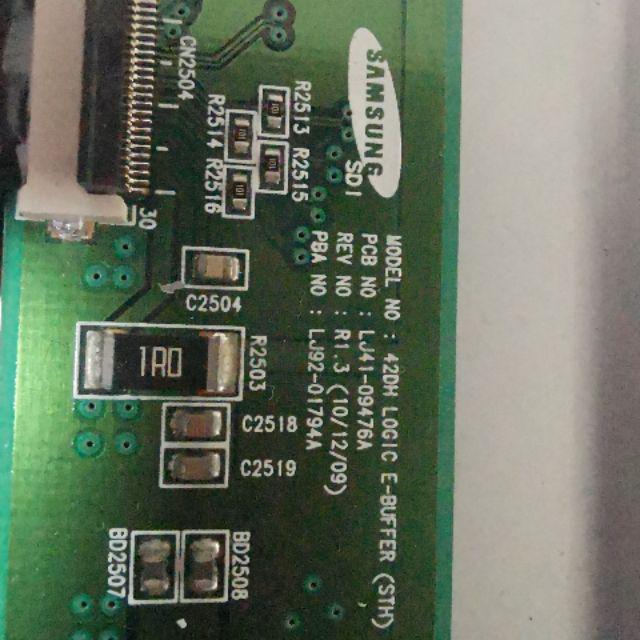 SAMSUNG
SDI
MODEL NO : 42DH LOGIC E-BUFFER (STH)
PCB NO : LJ41-09476A
REV NO : R1.3 (10/12/09)
PBA NO : LJ92-01794A
CN2504
30
R2513
R2514
R2515
R2516
C2504
R2503
1R0
C2518
C2519
BD2507
BD2508